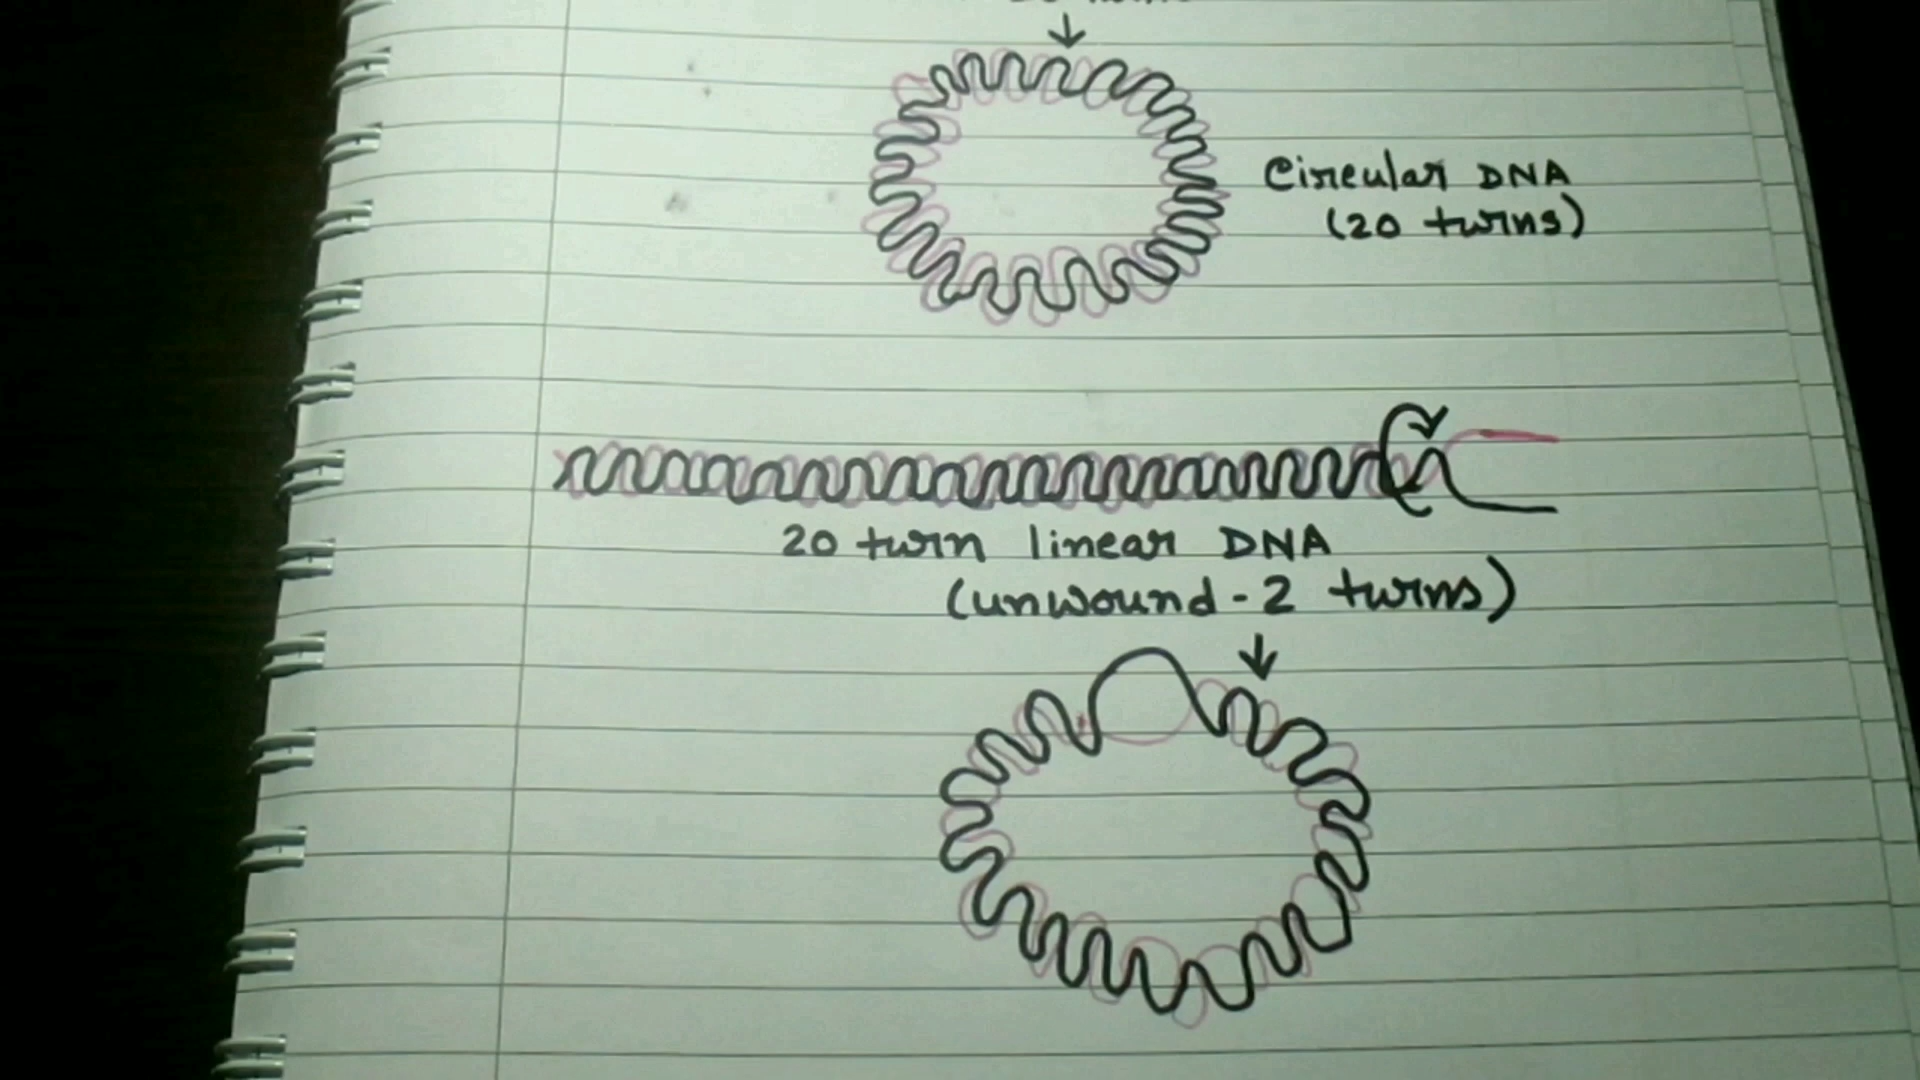 Circular DNA
(20 turns)
20 turn linear DNA
(unwound - 2 turns)